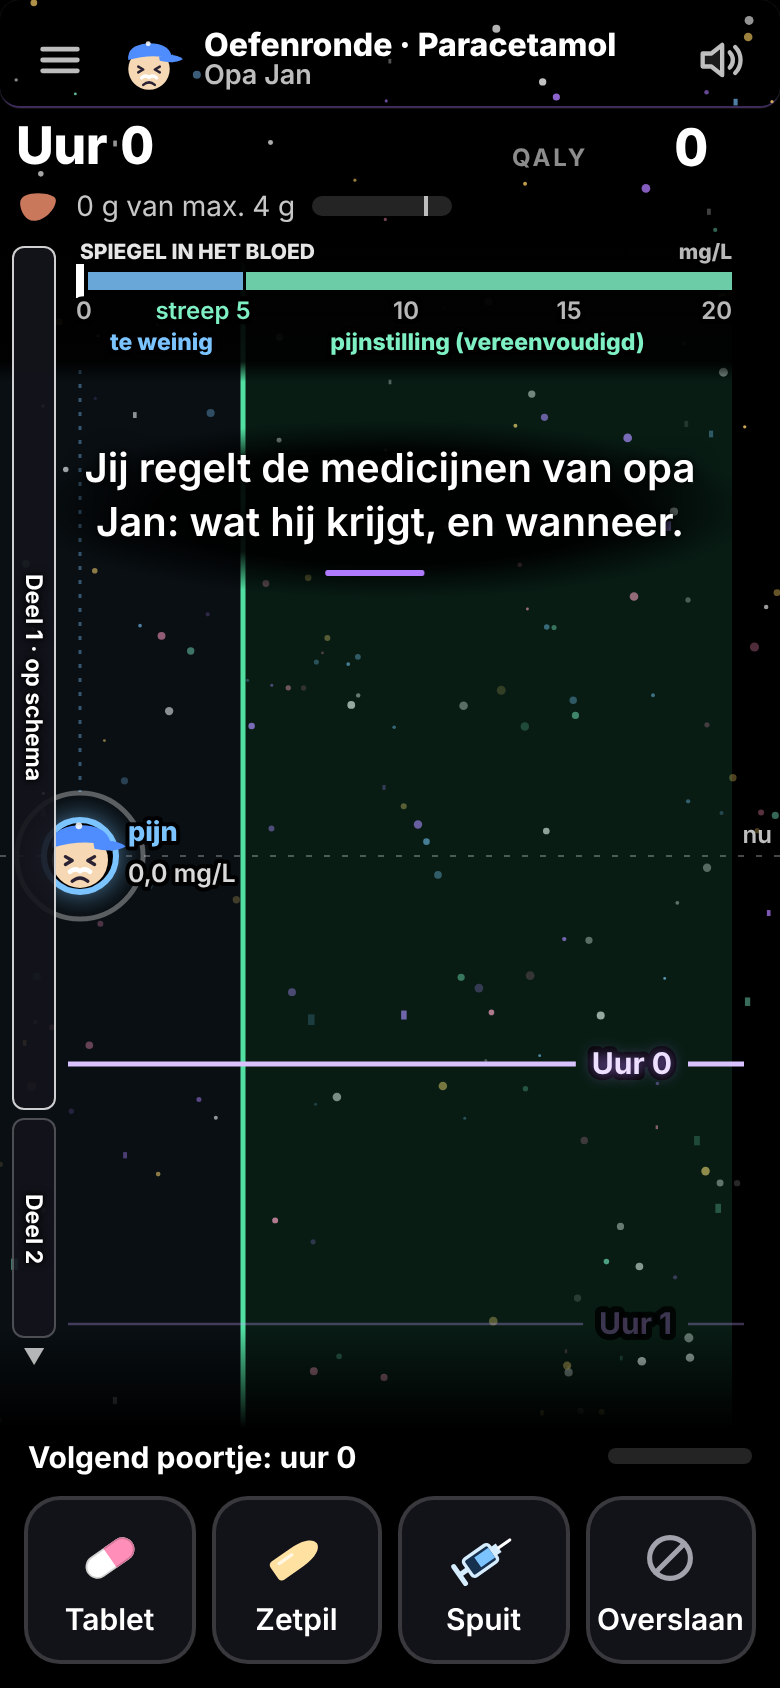 Oefenronde · Paracetamol
Opa Jan
Uur 0
QALY 0
0 g van max. 4 g
SPIEGEL IN HET BLOED mg/L
0 streep 5 10 15 20
te weinig pijnstilling (vereenvoudigd)
Jij regelt de medicijnen van opa
Jan: wat hij krijgt, en wanneer.
Deel 1 · op schema
pijn
nu
0,0 mg/L
Uur 0
Deel 2
Uur 1
Volgend poortje: uur 0
Tablet Zetpil Spuit Overslaan